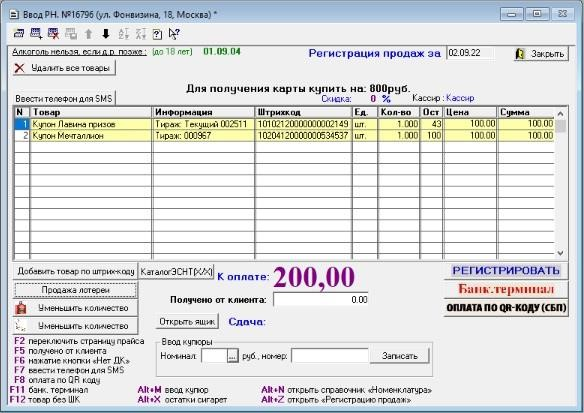 Ввод РН. №16796 (ул. Фонвизина, 18, Москва) *
Алкоголь нельзя, если д.р. позже: (до 18 лет) 01.09.04 Регистрация продаж за 02.09.22 Закрыть
Удалить все товары
Для получения карты купить на: 800руб.
Ввести телефон для SMS Скидка: 0 % Кассир: Кассир
N Товар Информация Штрихкод Ед. Кол-во Ост Цена Сумма
1 Купон Лавина призов Тираж: Текущий 002511 10102120000000002149 шт. 1.000 43 100.00 100.00
2 Купон Мечталлион Тираж: 000967 10204120000000534537 шт. 1.000 100 100.00 100.00
Добавить товар по штрих-коду КаталогЭСНТ(X/X) К оплате: 200,00 РЕГИСТРИРОВАТЬ
Продажа лотереи Банк.терминал
Уменьшить количество Получено от клиента: 0.00 ОПЛАТА ПО QR-КОДУ (СБП)
Уменьшить количество Открыть ящик Сдача:
F2 переключить страницу прайса Ввод купюры
F5 получено от клиента Номинал: ... руб., номер: Записать
F6 нажатие кнопки «Нет ДК»
F7 ввести телефон для SMS
F8 оплата по QR коду
F11 банк. терминал Alt+M ввод купюр Alt+N открыть справочник «Номенклатура»
F12 товар без ШК Alt+X остатки сигарет Alt+Z открыть «Регистрацию продаж»